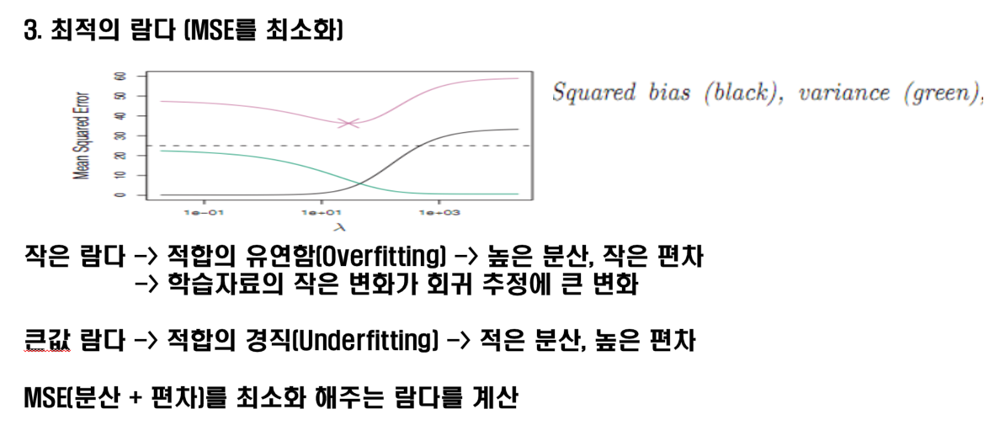 3. 최적의 람다 (MSE를 최소화)
Squared bias (black), variance (green),
Mean Squared Error
60
50
40
30
20
10
0
1e−01 1e+01 1e+03
λ
작은 람다 -> 적합의 유연함(Overfitting) -> 높은 분산, 작은 편차
-> 학습자료의 작은 변화가 회귀 추정에 큰 변화
큰값 람다 -> 적합의 경직(Underfitting) -> 적은 분산, 높은 편차
MSE(분산 + 편차)를 최소화 해주는 람다를 계산